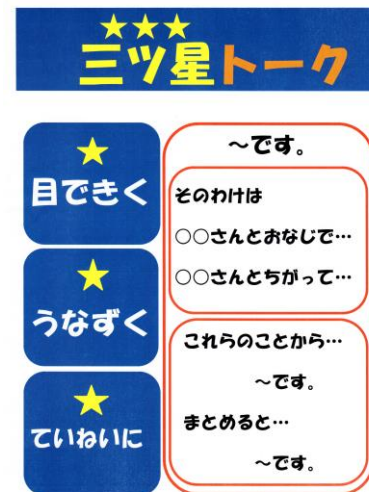 三ツ星トーク
目できく
うなずく
ていねいに
～です。
そのわけは
○○さんとおなじで…
○○さんとちがって…
これらのことから…
～です。
まとめると…
～です。